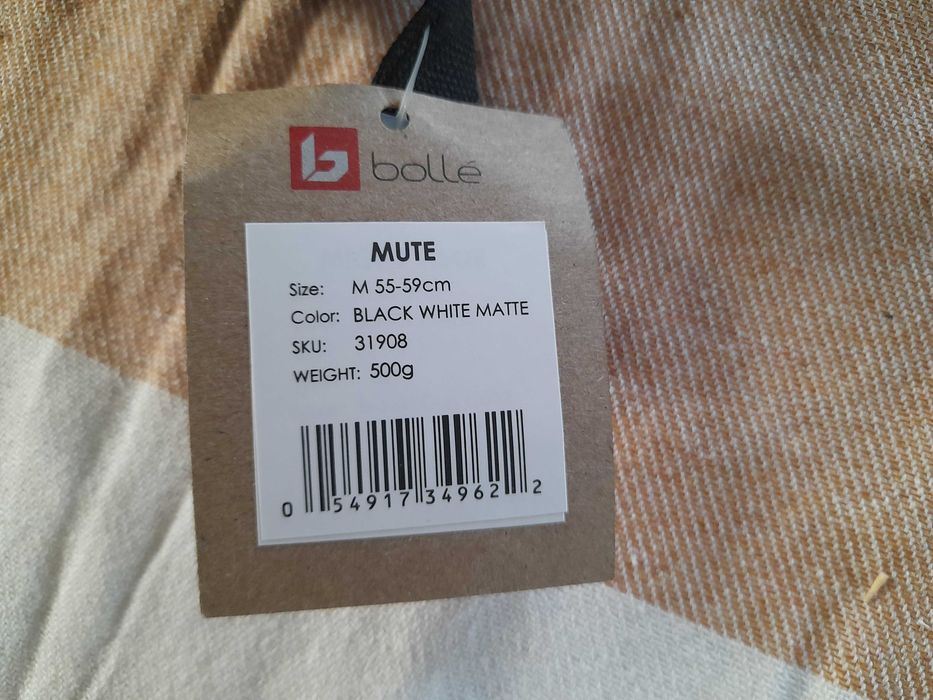 bollé
MUTE
Size: M 55-59cm
Color: BLACK WHITE MATTE
SKU: 31908
WEIGHT: 500g
0 54917 34962 2